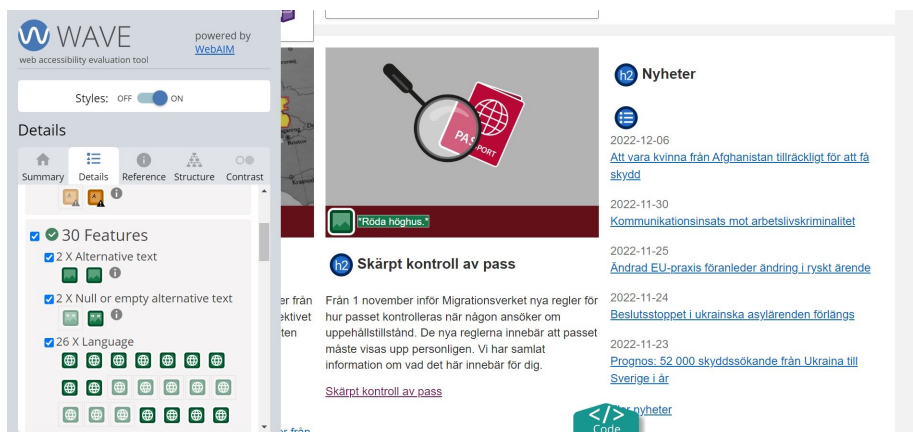 WAVE
powered by
WebAIM
web accessibility evaluation tool
Styles: OFF ON
Details
Summary Details Reference Structure Contrast
30 Features
2 X Alternative text
2 X Null or empty alternative text
26 X Language
PASSPORT
*Röda höghus.*
h2 Skärpt kontroll av pass
er från
ektivet
ten
Från 1 november inför Migrationsverket nya regler för
hur passet kontrolleras när någon ansöker om
uppehållstillstånd. De nya reglerna innebär att passet
måste visas upp personligen. Vi har samlat
information om vad det här innebär för dig.
Skärpt kontroll av pass
h2 Nyheter
2022-12-06
Att vara kvinna från Afghanistan tillräckligt för att få
skydd
2022-11-30
Kommunikationsinsats mot arbetslivskriminalitet
2022-11-25
Ändrad EU-praxis föranleder ändring i ryskt ärende
2022-11-24
Beslutsstoppet i ukrainska asylärenden förlängs
2022-11-23
Prognos: 52 000 skyddssökande från Ukraina till
Sverige i år
nyheter
</> Code